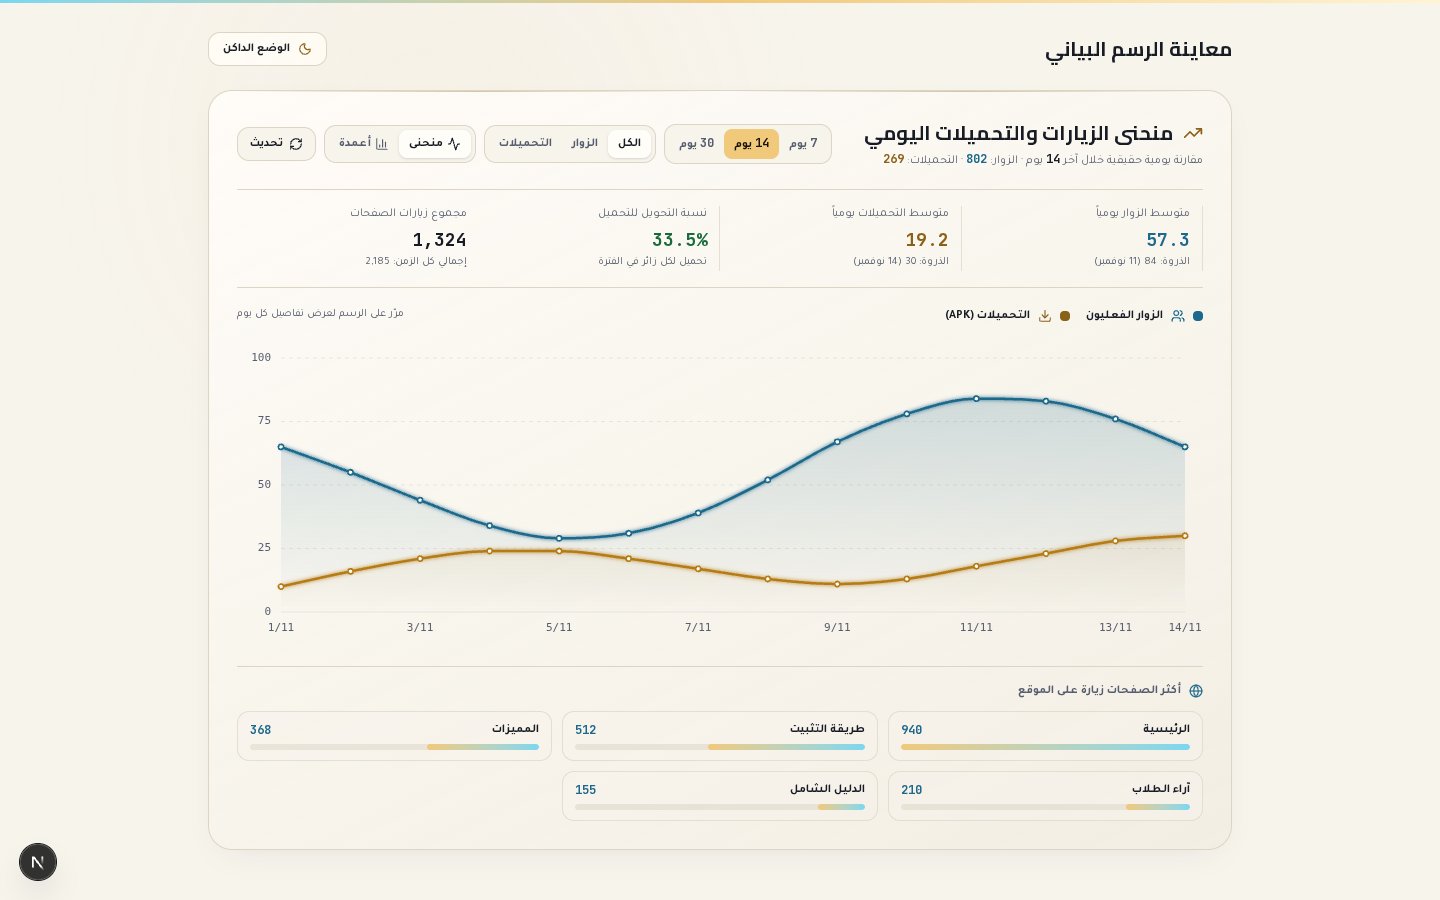 معاينة الرسم البياني
الوضع الداكن
منحنى الزيارات والتحميلات اليومي
مقارنة يومية حقيقية خلال آخر 14 يوم · الزوار: 802 · التحميلات: 269
7 يوم
14 يوم
30 يوم
الكل
الزوار
التحميلات
منحنى
أعمدة
تحديث
متوسط الزوار يومياً
57.3
الذروة: 84 (11 نوفمبر)
متوسط التحميلات يومياً
19.2
الذروة: 30 (14 نوفمبر)
نسبة التحويل للتحميل
33.5%
تحميل لكل زائر في الفترة
مجموع زيارات الصفحات
1,324
إجمالي كل الزمن: 2,185
الزوار الفعليون
التحميلات (APK)
مرّر على الرسم لعرض تفاصيل كل يوم
100
75
50
25
0
1/11
3/11
5/11
7/11
9/11
11/11
13/11
14/11
أكثر الصفحات زيارة على الموقع
الرئيسية
940
طريقة التثبيت
512
المميزات
368
آراء الطلاب
210
الدليل الشامل
155
N